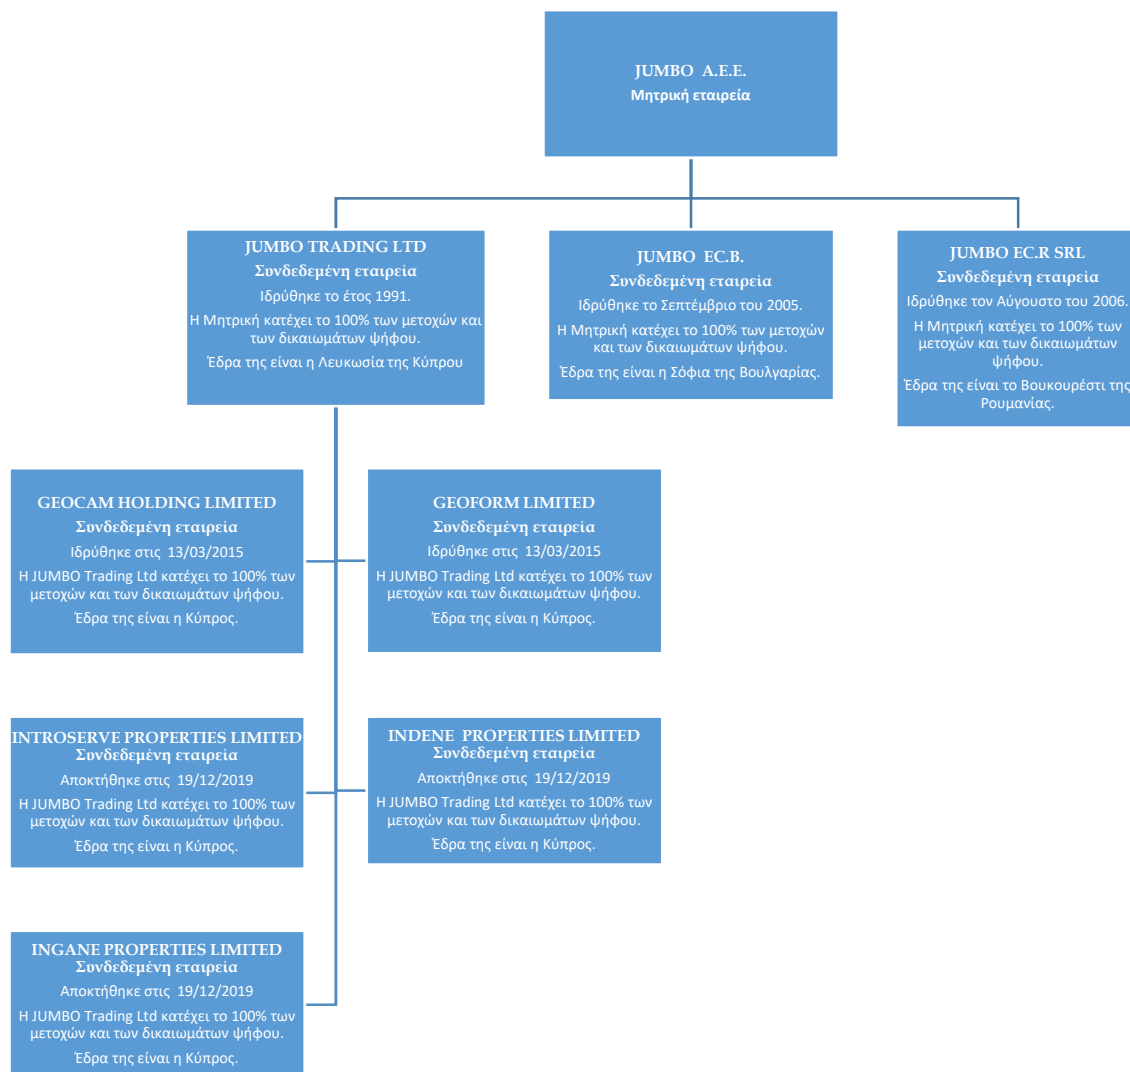 JUMBO A.E.E.
Μητρική εταιρεία
JUMBO TRADING LTD
Συνδεδεμένη εταιρεία
Ιδρύθηκε το έτος 1991.
Η Μητρική κατέχει το 100% των μετοχών και
των δικαιωμάτων ψήφου.
Έδρα της είναι η Λευκωσία της Κύπρου
JUMBO EC.B.
Συνδεδεμένη εταιρεία
Ιδρύθηκε το Σεπτέμβριο του 2005.
Η Μητρική κατέχει το 100% των μετοχών
και των δικαιωμάτων ψήφου.
Έδρα της είναι η Σόφια της Βουλγαρίας.
JUMBO EC.R SRL
Συνδεδεμένη εταιρεία
Ιδρύθηκε τον Αύγουστο του 2006.
Η Μητρική κατέχει το 100% των
μετοχών και των δικαιωμάτων
ψήφου.
Έδρα της είναι το Βουκουρέστι της
Ρουμανίας.
GEOCAM HOLDING LIMITED
Συνδεδεμένη εταιρεία
Ιδρύθηκε στις 13/03/2015
Η JUMBO Trading Ltd κατέχει το 100% των
μετοχών και των δικαιωμάτων ψήφου.
Έδρα της είναι η Κύπρος.
GEOFORM LIMITED
Συνδεδεμένη εταιρεία
Ιδρύθηκε στις 13/03/2015
Η JUMBO Trading Ltd κατέχει το 100% των
μετοχών και των δικαιωμάτων ψήφου.
Έδρα της είναι η Κύπρος.
INTROSERVE PROPERTIES LIMITED
Συνδεδεμένη εταιρεία
Αποκτήθηκε στις 19/12/2019
Η JUMBO Trading Ltd κατέχει το 100% των
μετοχών και των δικαιωμάτων ψήφου.
Έδρα της είναι η Κύπρος.
INDENE PROPERTIES LIMITED
Συνδεδεμένη εταιρεία
Αποκτήθηκε στις 19/12/2019
Η JUMBO Trading Ltd κατέχει το 100% των
μετοχών και των δικαιωμάτων ψήφου.
Έδρα της είναι η Κύπρος.
INGANE PROPERTIES LIMITED
Συνδεδεμένη εταιρεία
Αποκτήθηκε στις 19/12/2019
Η JUMBO Trading Ltd κατέχει το 100% των
μετοχών και των δικαιωμάτων ψήφου.
Έδρα της είναι η Κύπρος.